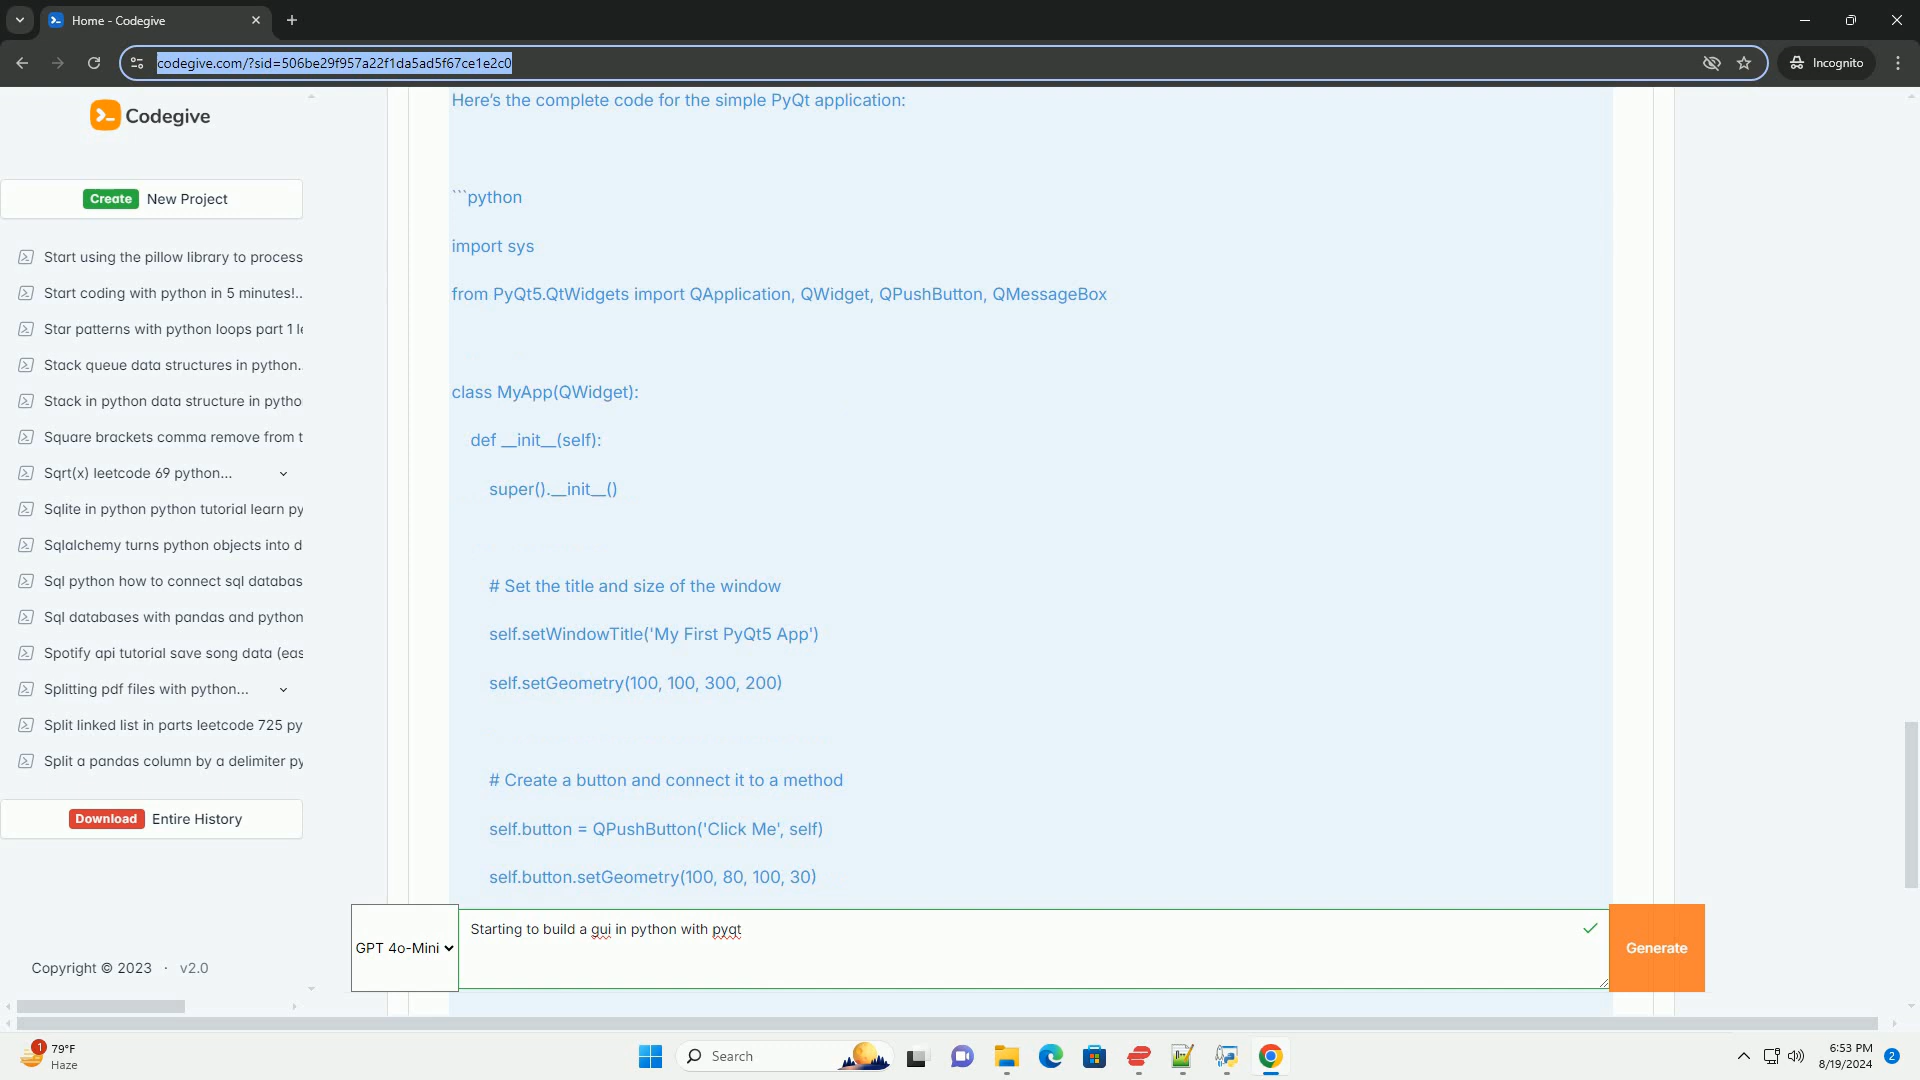 Home - Codegive
codegive.com/?sid=506be29f957a22f1da5ad5f67ce1e2c0
Incognito
Codegive
Create New Project
Start using the pillow library to process
Start coding with python in 5 minutes!..
Star patterns with python loops part 1 le
Stack queue data structures in python..
Stack in python data structure in pytho
Square brackets comma remove from t
Sqrt(x) leetcode 69 python...
Sqlite in python python tutorial learn py
Sqlalchemy turns python objects into d
Sql python how to connect sql databas
Sql databases with pandas and python
Spotify api tutorial save song data (eas
Splitting pdf files with python...
Split linked list in parts leetcode 725 py
Split a pandas column by a delimiter py
Download Entire History
Copyright © 2023 · v2.0
Here's the complete code for the simple PyQt application:
```python
import sys
from PyQt5.QtWidgets import QApplication, QWidget, QPushButton, QMessageBox
class MyApp(QWidget):
def __init__(self):
super().__init__()
# Set the title and size of the window
self.setWindowTitle('My First PyQt5 App')
self.setGeometry(100, 100, 300, 200)
# Create a button and connect it to a method
self.button = QPushButton('Click Me', self)
self.button.setGeometry(100, 80, 100, 30)
GPT 4o-Mini
Starting to build a gui in python with pyqt
Generate
1
79°F
Haze
Search
6:53 PM
8/19/2024
2